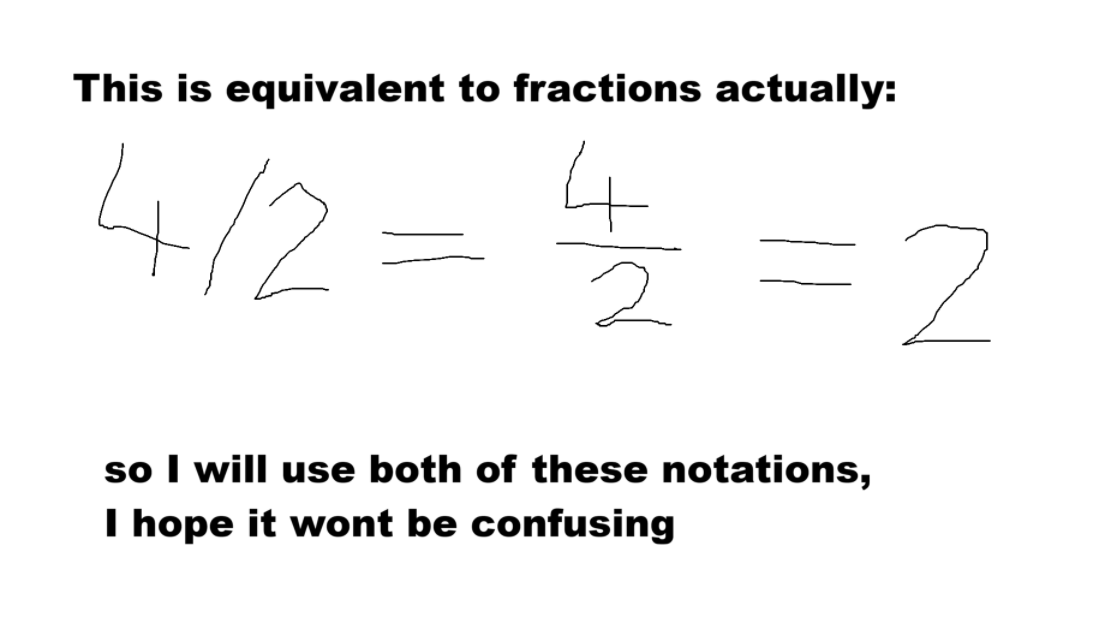 This is equivalent to fractions actually:
4/2 = 4/2 = 2
so I will use both of these notations,
I hope it wont be confusing